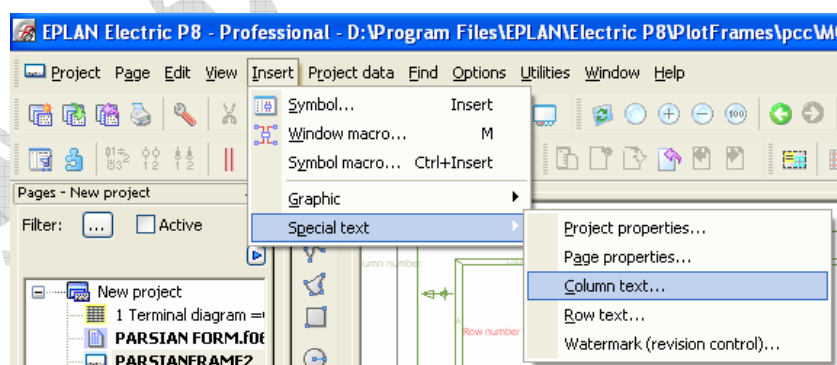 EPLAN Electric P8 - Professional - D:\Program Files\EPLAN\Electric P8\PlotFrames\pcc\M
Project Page Edit View Insert Project data Find Options Utilities Window Help
Symbol... Insert
Window macro... M
Symbol macro... Ctrl+Insert
Graphic
Special text
Project properties...
Page properties...
Column text...
Row text...
Watermark (revision control)...
100
Pages - New project
Filter: ... Active
New project
1 Terminal diagram =
PARSIAN FORM.f06
PARSIANFRAME2
umn number
Row number